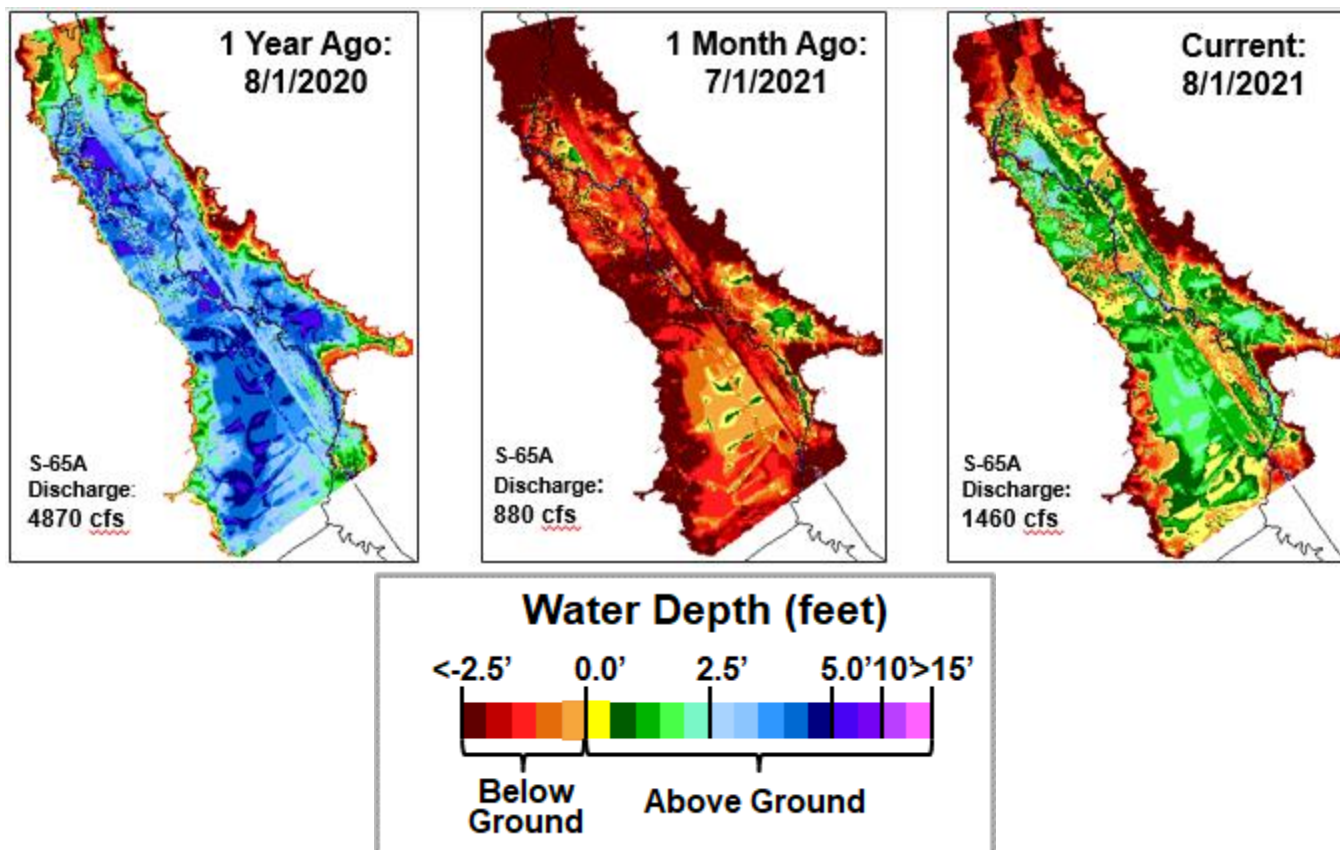 1 Year Ago:
8/1/2020
S-65A
Discharge:
4870 cfs
1 Month Ago:
7/1/2021
S-65A
Discharge:
880 cfs
Current:
8/1/2021
S-65A
Discharge:
1460 cfs
Water Depth (feet)
<-2.5’ 0.0’ 2.5’ 5.0’10’>15’
Below
Ground
Above Ground